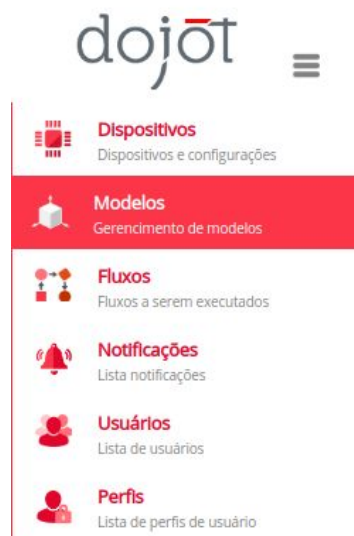 dojot
Dispositivos
Dispositivos e configurações
Modelos
Gerencimento de modelos
Fluxos
Fluxos a serem executados
Notificações
Lista notificações
Usuários
Lista de usuários
Perfis
Lista de perfis de usuário